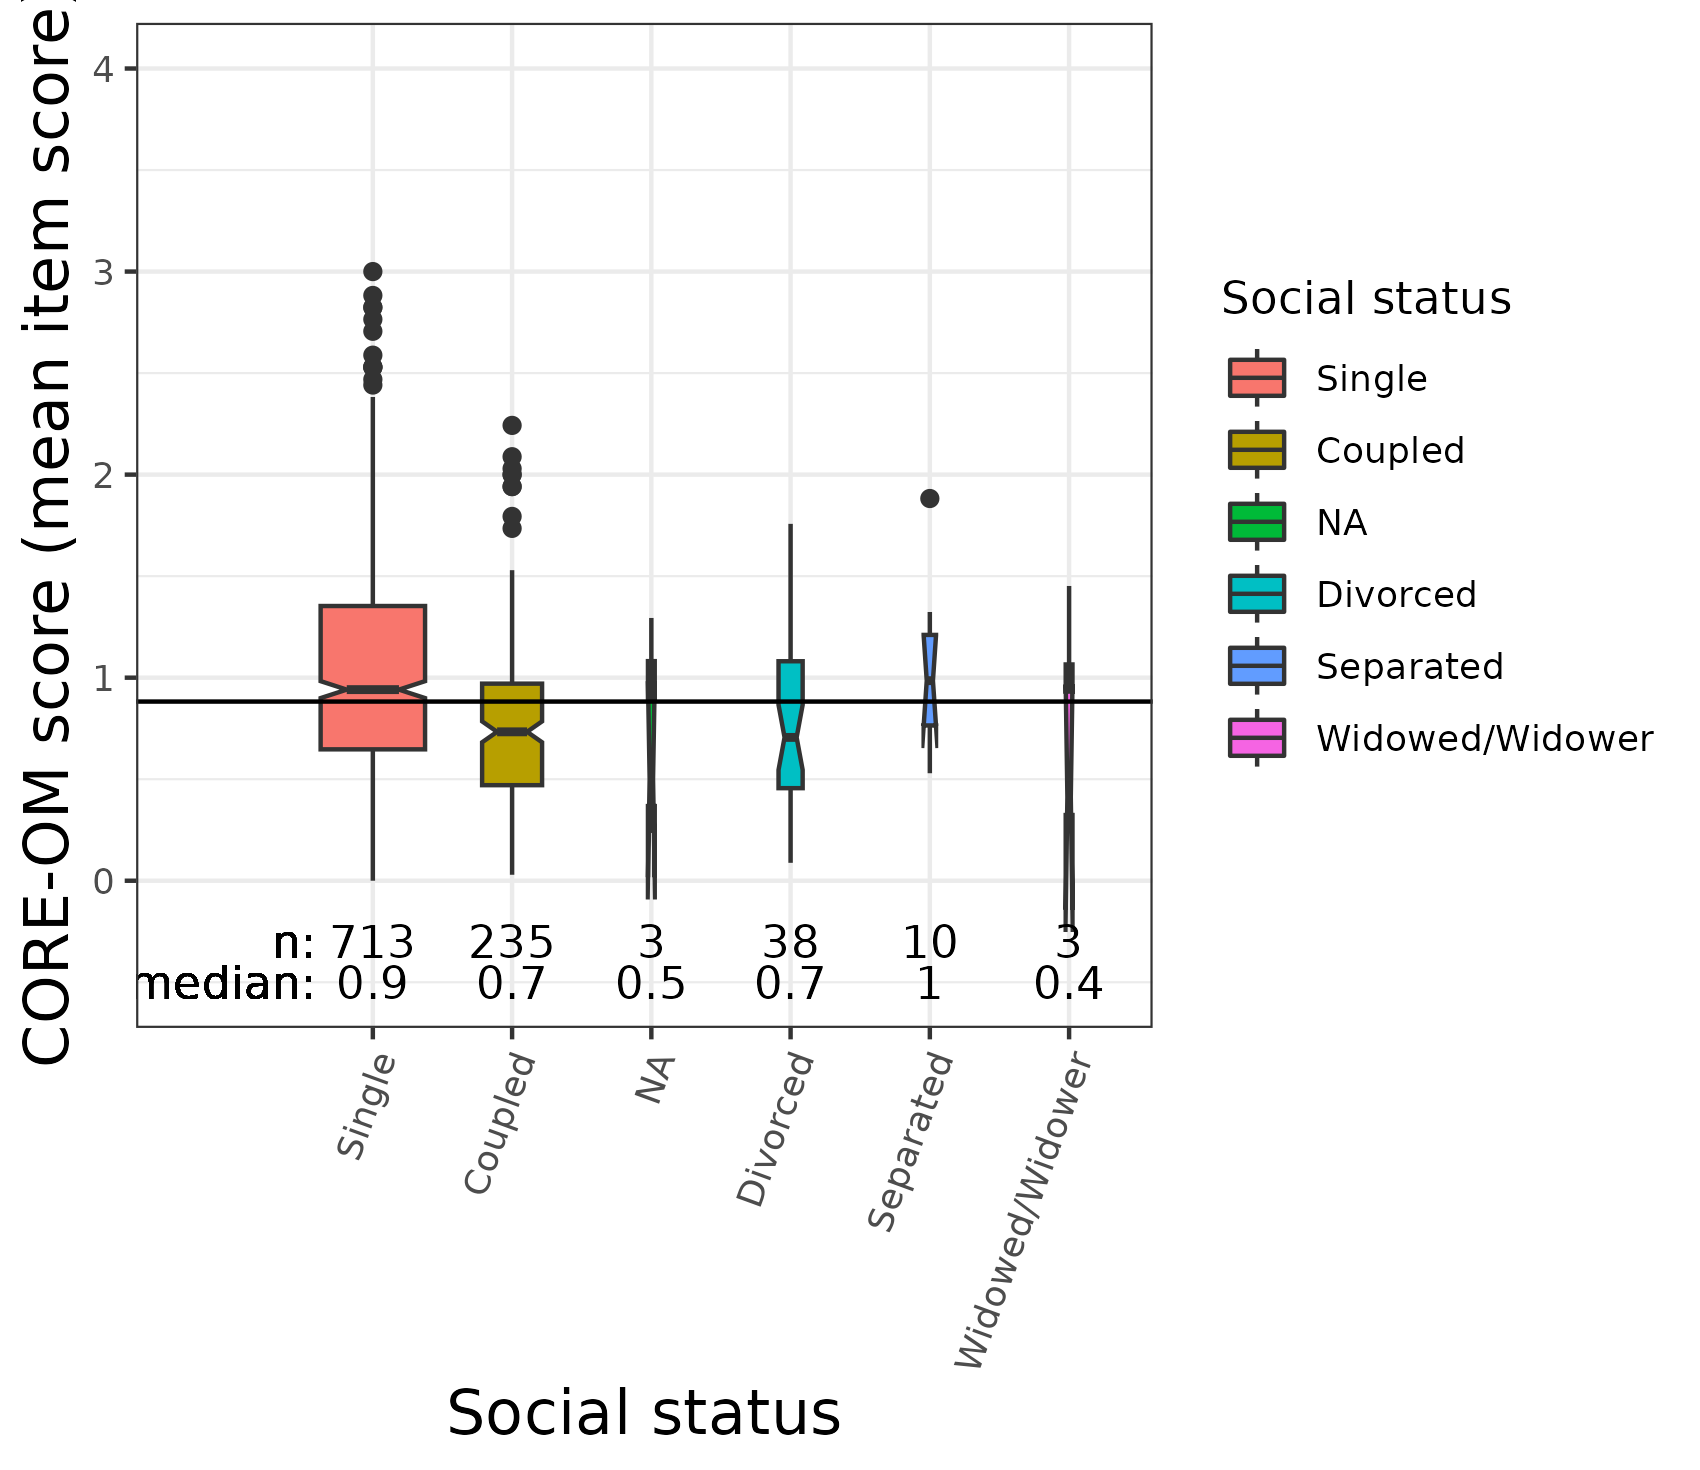 CORE-OM score (mean item score)
4
3
2
1
0
n: 713 235 3 38 10 3
median: 0.9 0.7 0.5 0.7 1 0.4
Single
Coupled
NA
Divorced
Separated
Widowed/Widower
Social status
Social status
Single
Coupled
NA
Divorced
Separated
Widowed/Widower